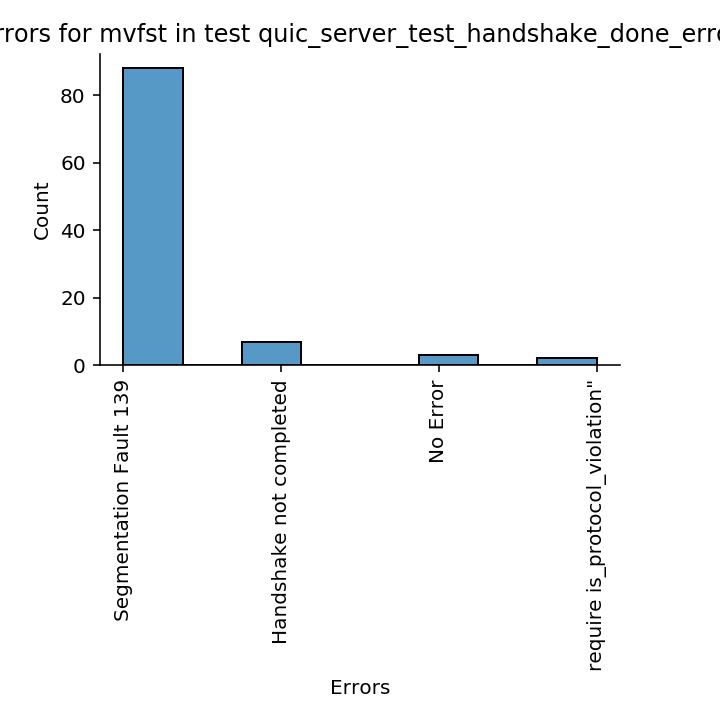 rrors for mvfst in test quic_server_test_handshake_done_erro
80
60
40
20
0
Count
Segmentation Fault 139
Handshake not completed
No Error
require is_protocol_violation"
Errors